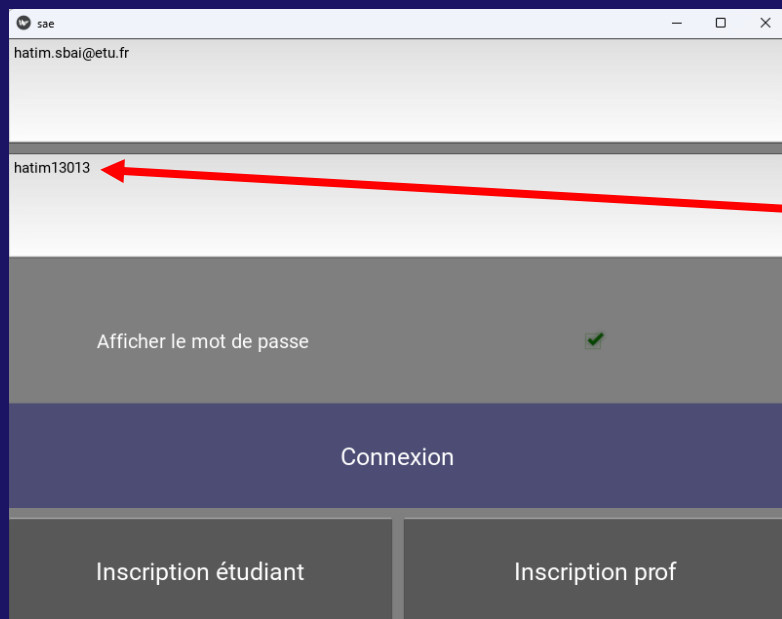 sae
hatim.sbai@etu.fr
hatim13013
Afficher le mot de passe
Connexion
Inscription étudiant
Inscription prof